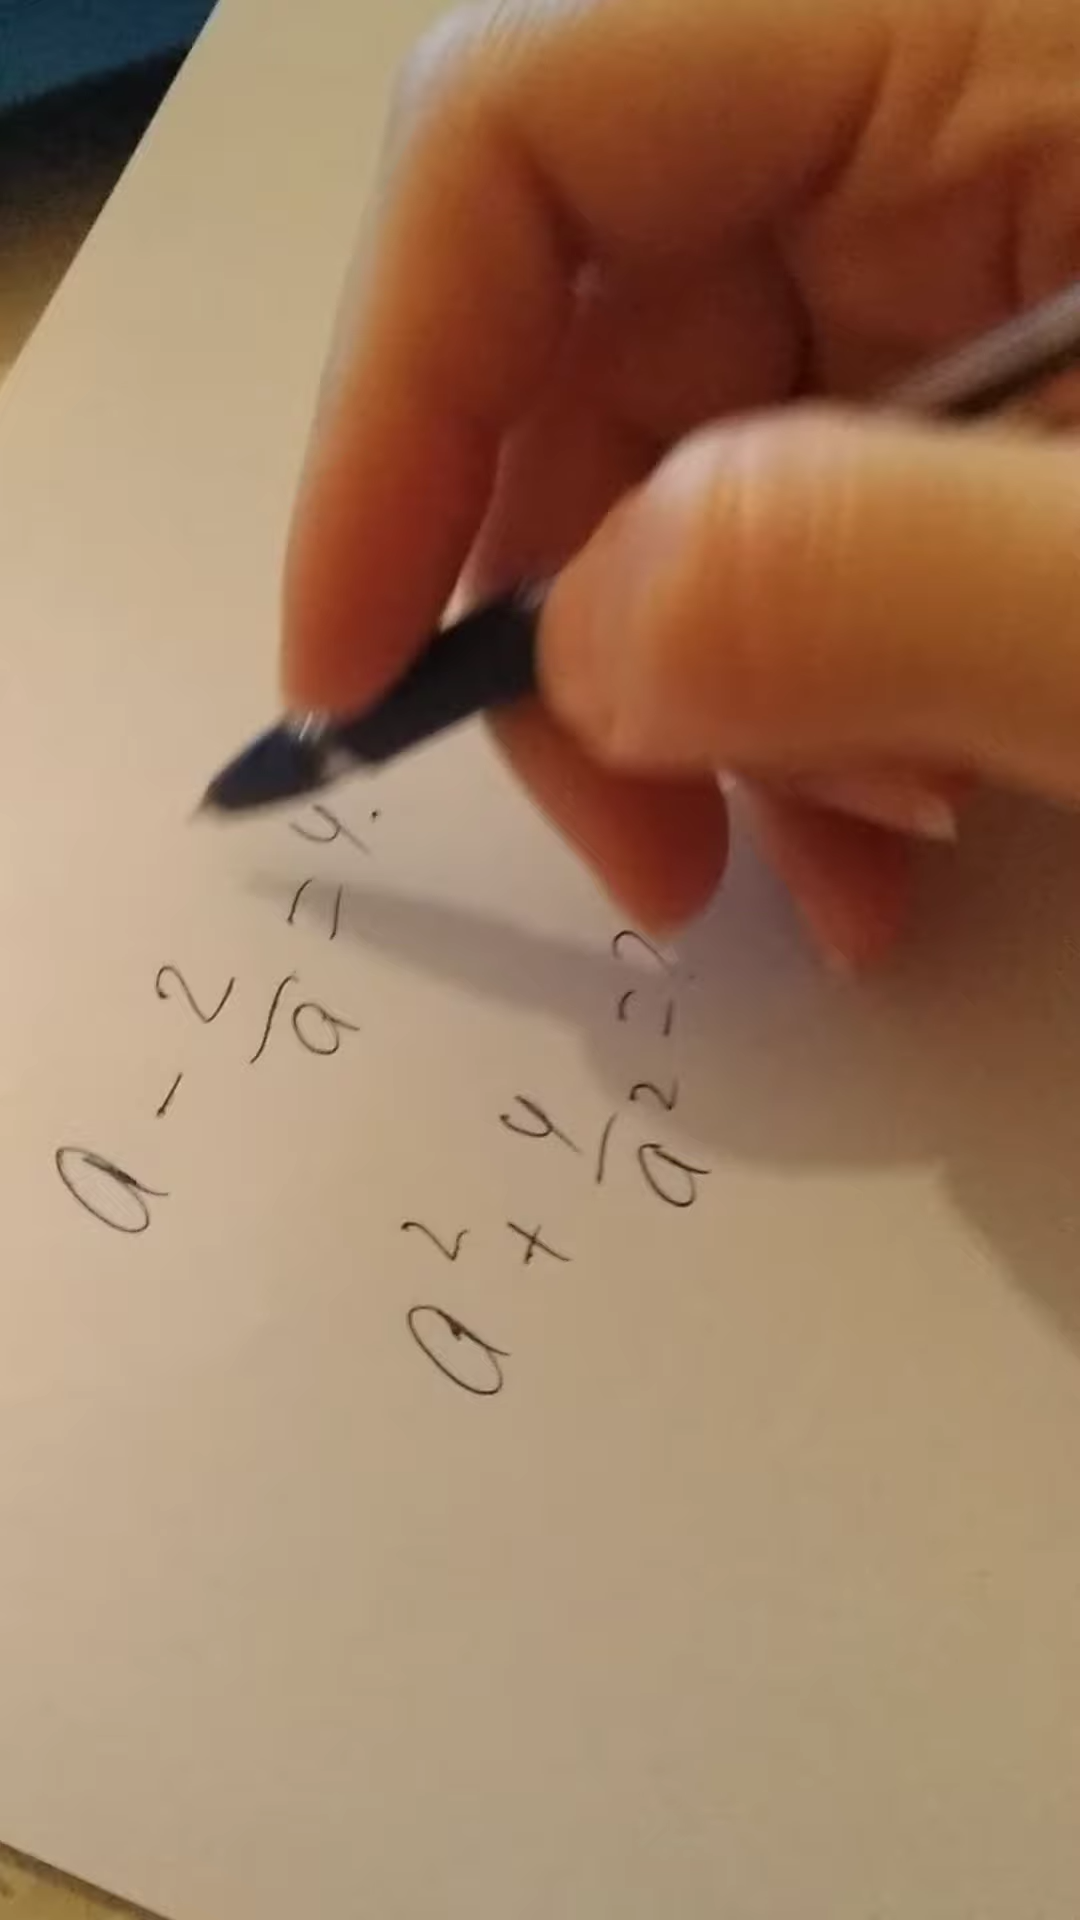 a - 2/a = 4.
a² + 4/a² = ?